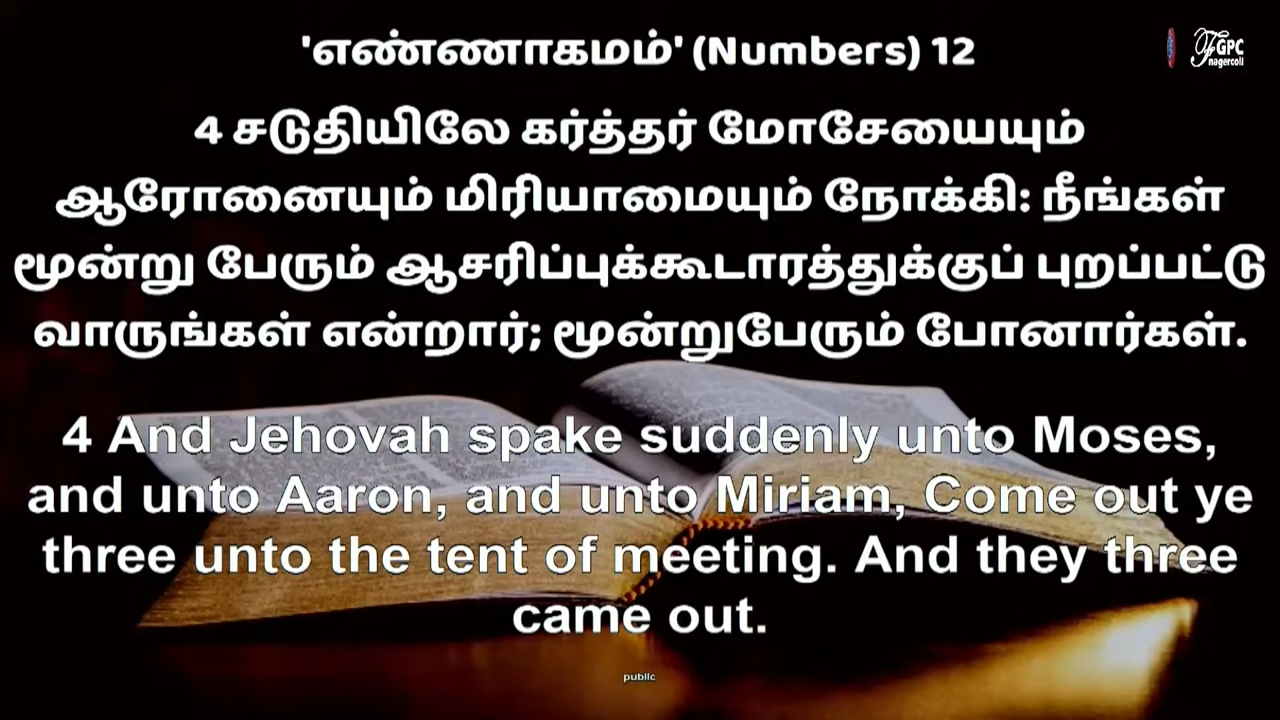 'எண்ணாகமம்' (Numbers) 12
GPC
nagercoil
4 சடுதியிலே கர்த்தர் மோசேயையும்
ஆரோனையும் மிரியாமையும் நோக்கி: நீங்கள்
மூன்று பேரும் ஆசரிப்புக்கூடாரத்துக்குப் புறப்பட்டு
வாருங்கள் என்றார்; மூன்றுபேரும் போனார்கள்.
4 And Jehovah spake suddenly unto Moses,
and unto Aaron, and unto Miriam, Come out ye
three unto the tent of meeting. And they three
came out.
public